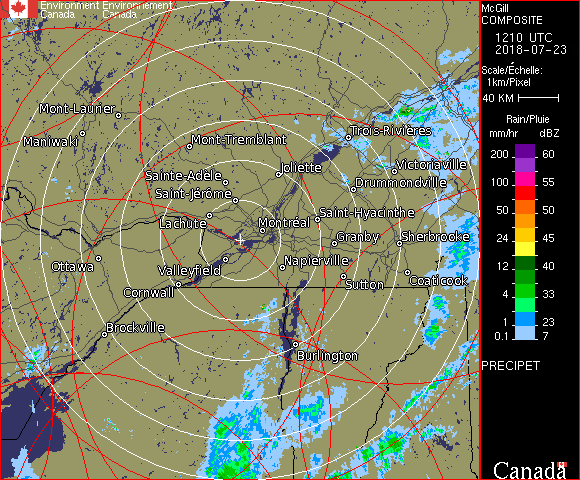 Environment Environnement
Canada Canada
McGill
COMPOSITE
1210 UTC
2018-07-23
Scale/Échelle:
1km/Pixel
40 KM
Rain/Pluie
mm/hr dBZ
200 60
100 55
50 50
24 45
12 40
4 33
1 23
0.1 7
PRECIPET
Mont-Laurier
Maniwaki
Mont-Tremblant
Trois-Rivières
Joliette
Victoriaville
Sainte-Adèle
Drummondville
Saint-Jérôme
Lachute
Saint-Hyacinthe
Montréal
Granby
Sherbrooke
Ottawa
Valleyfield
Napierville
Cornwall
Sutton
Coaticook
Brockville
Burlington
Canada